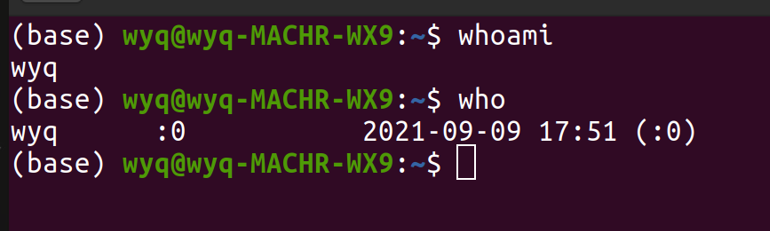 (base) wyq@wyq-MACHR-WX9:~$ whoami
wyq
(base) wyq@wyq-MACHR-WX9:~$ who
wyq      :0           2021-09-09 17:51 (:0)
(base) wyq@wyq-MACHR-WX9:~$